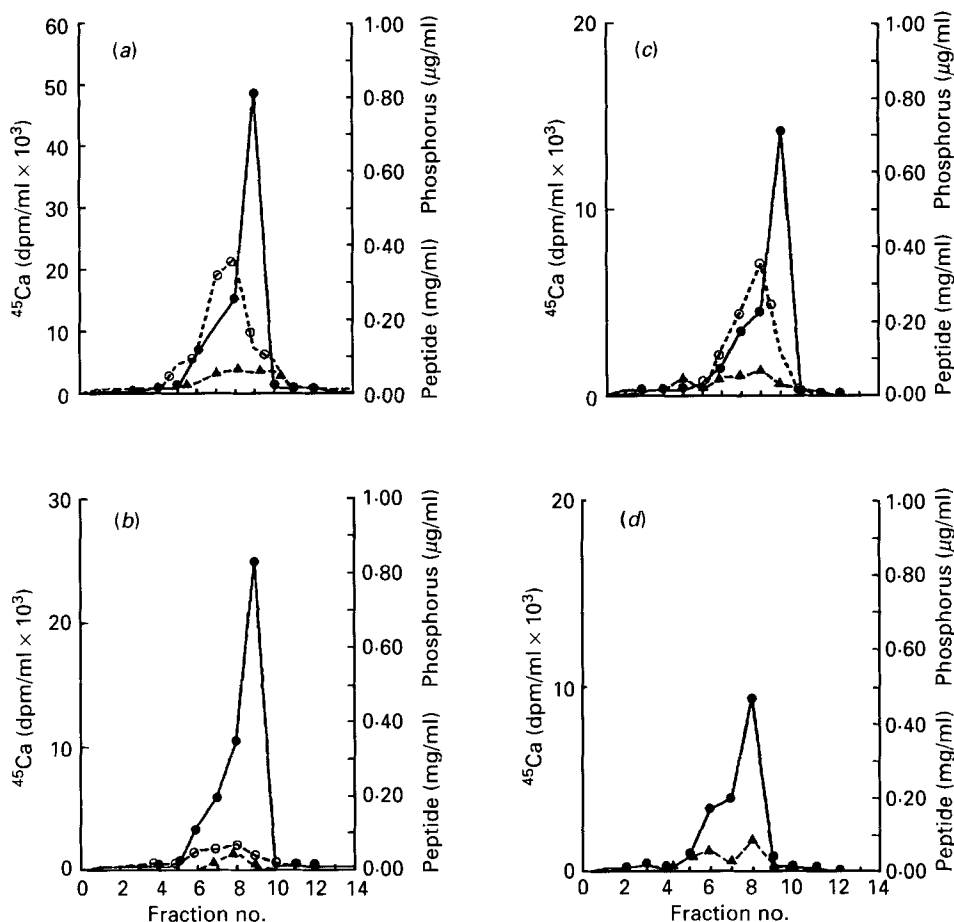 (a)
60
50
40
30
20
10
0
⁴⁵Ca (dpm/ml × 10³)
1·00
0·80
0·60
0·40
0·20
0.00
Phosphorus (μg/ml)
Peptide (mg/ml)
(c)
20
10
0
⁴⁵Ca (dpm/ml × 10³)
1·00
0·80
0·60
0·40
0·20
0.00
Phosphorus (μg/ml)
Peptide (mg/ml)
(b)
30
20
10
0
⁴⁵Ca (dpm/ml × 10³)
1·00
0·80
0·60
0·40
0·20
0.00
Phosphorus (μg/ml)
Peptide (mg/ml)
0 2 4 6 8 10 12 14
Fraction no.
(d)
20
10
0
⁴⁵Ca (dpm/ml × 10³)
1·00
0·80
0·60
0·40
0·20
0.00
Phosphorus (μg/ml)
Peptide (mg/ml)
0 2 4 6 8 10 12 14
Fraction no.